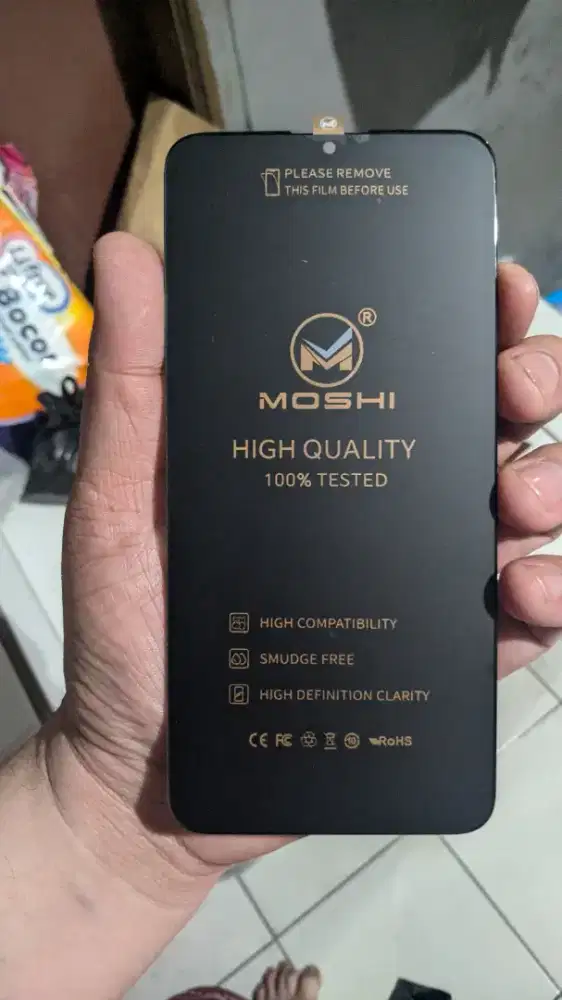 PLEASE REMOVE
THIS FILM BEFORE USE
®
MOSHI
HIGH QUALITY
100% TESTED
HIGH COMPATIBILITY
SMUDGE FREE
HIGH DEFINITION CLARITY
CE FC 10 RoHS